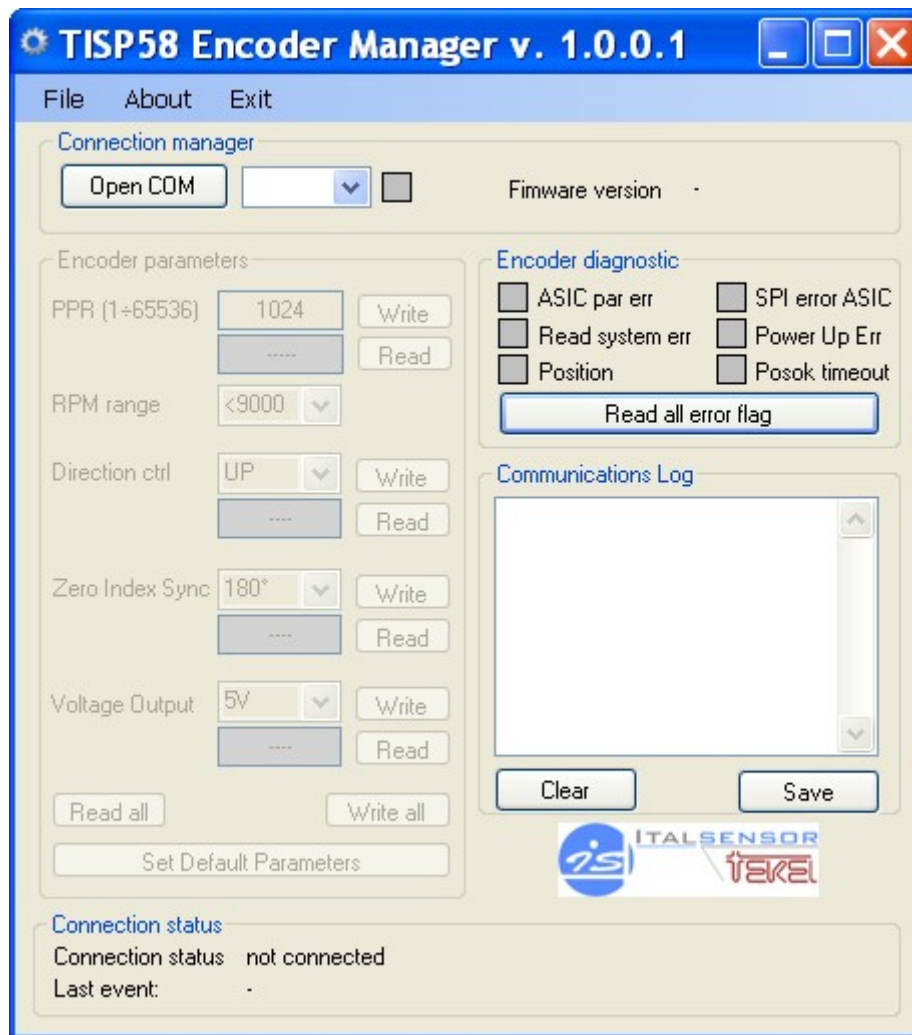 TISP58 Encoder Manager v. 1.0.0.1
File About Exit
Connection manager
Open COM
Fimware version -
Encoder parameters
PPR (1÷65536) 1024 Write
----- Read
RPM range <9000
Direction ctrl UP Write
---- Read
Zero Index Sync 180° Write
---- Read
Voltage Output 5V Write
---- Read
Read all Write all
Set Default Parameters
Encoder diagnostic
ASIC par err SPI error ASIC
Read system err Power Up Err
Position Posok timeout
Read all error flag
Communications Log
Clear Save
is ITALSENSOR
TEKEL
Connection status
Connection status not connected
Last event: -